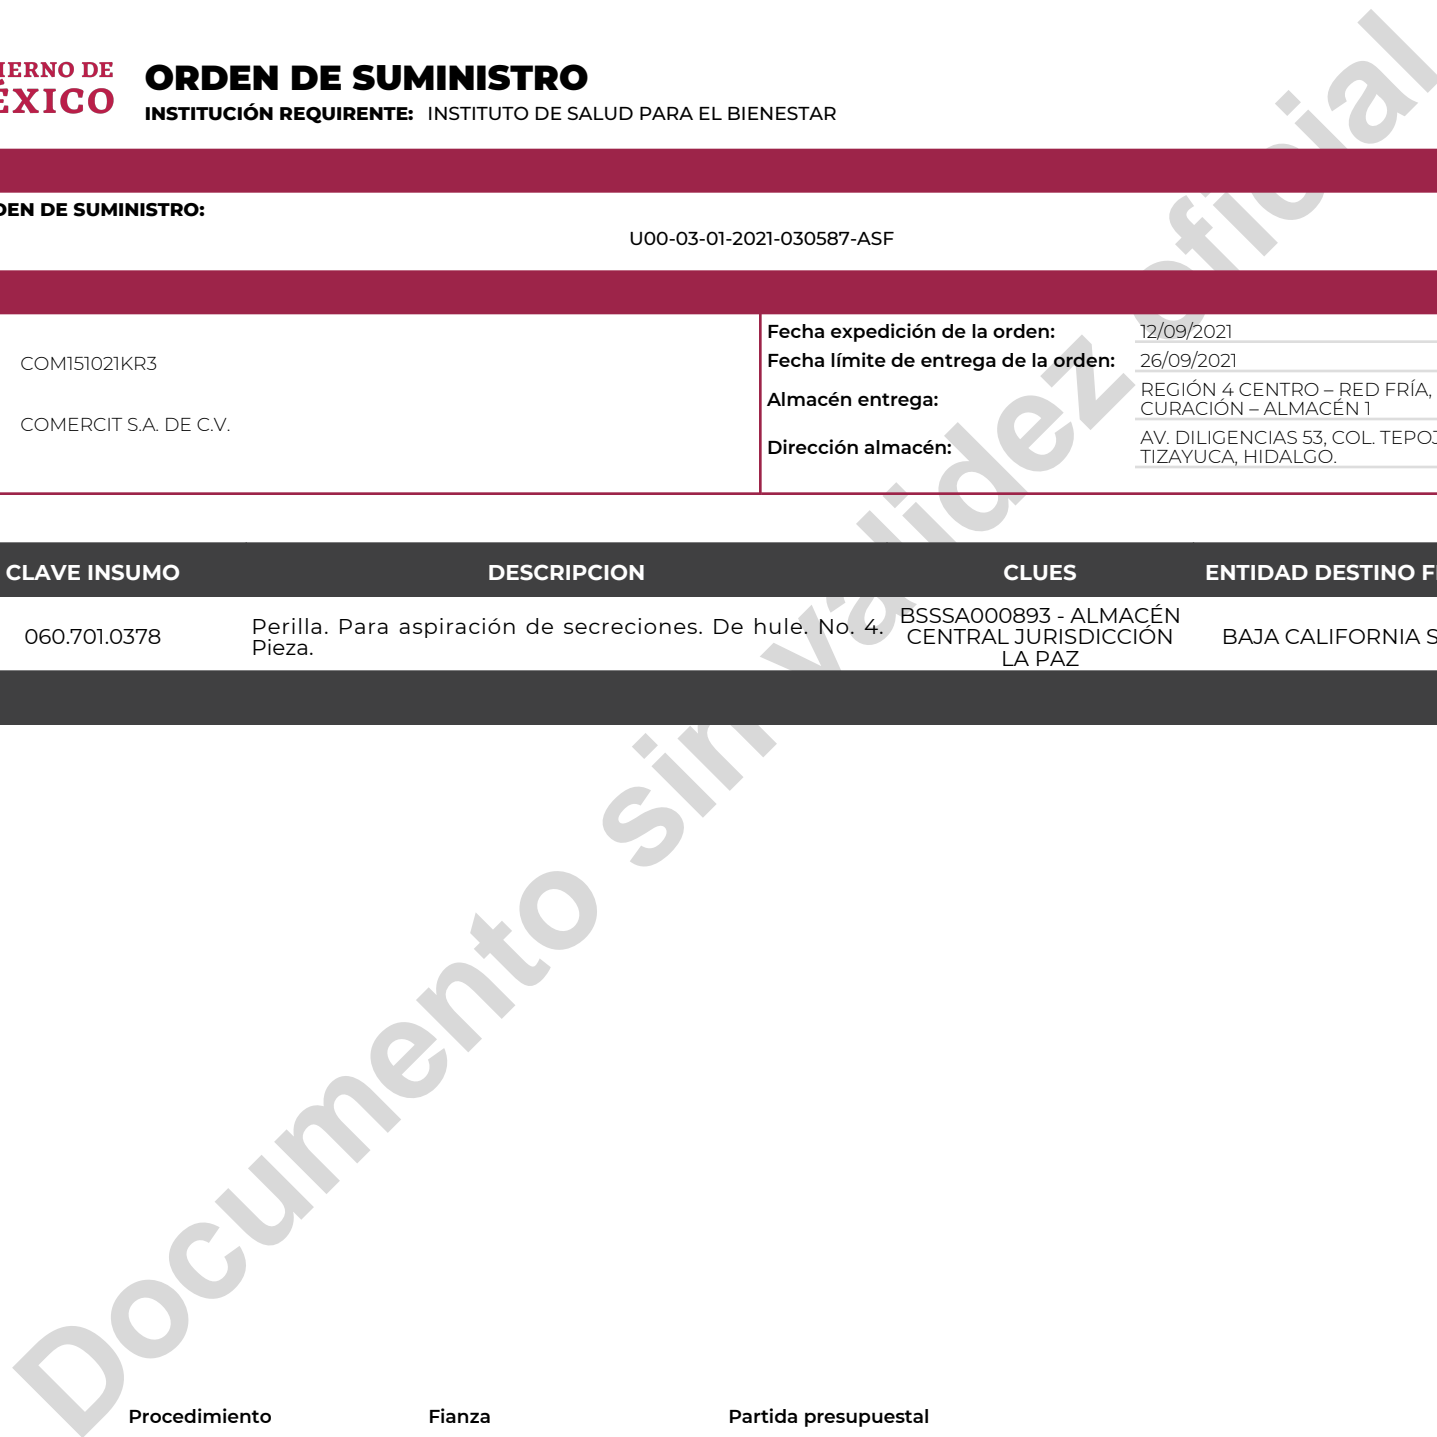 IERNO DE
ÉXICO
ORDEN DE SUMINISTRO
INSTITUCIÓN REQUIRENTE: INSTITUTO DE SALUD PARA EL BIENESTAR
DEN DE SUMINISTRO:
U00-03-01-2021-030587-ASF
COM151021KR3
COMERCIT S.A. DE C.V.
Fecha expedición de la orden: 12/09/2021
Fecha límite de entrega de la orden: 26/09/2021
Almacén entrega: REGIÓN 4 CENTRO – RED FRÍA,
CURACIÓN – ALMACÉN 1
Dirección almacén: AV. DILIGENCIAS 53, COL. TEPOJ
TIZAYUCA, HIDALGO.
CLAVE INSUMO DESCRIPCION CLUES ENTIDAD DESTINO F
060.701.0378
Perilla. Para aspiración de secreciones. De hule. No. 4.
Pieza.
BSSSA000893 - ALMACÉN
CENTRAL JURISDICCIÓN
LA PAZ
BAJA CALIFORNIA S
Documento sin validez oficial
Procedimiento Fianza Partida presupuestal